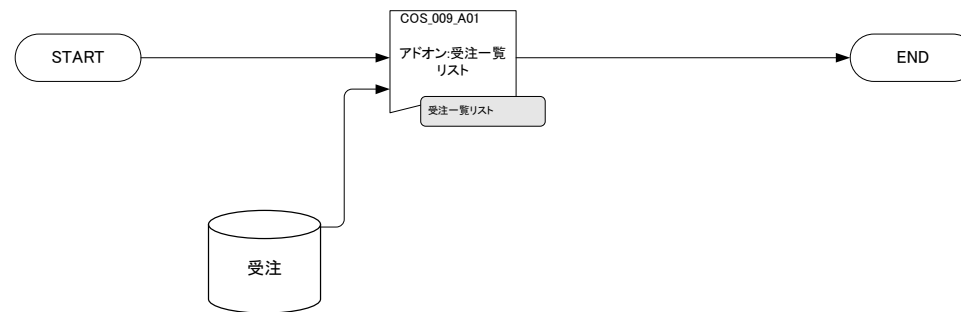 COS_009_A01
START
アドオン:受注一覧
リスト
END
受注一覧リスト
受注